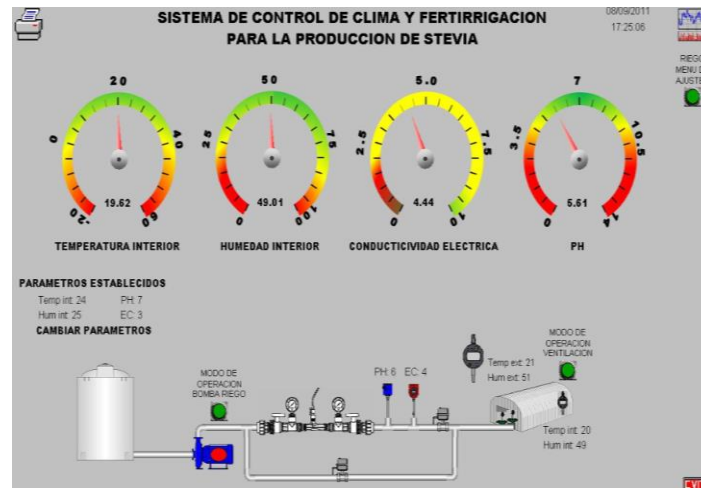 SISTEMA DE CONTROL DE CLIMA Y FERTIRRIGACION
PARA LA PRODUCCION DE STEVIA
08/09/2011
17:25:06
RIEGO
MENU D
AJUSTE
-20
0
20
40
60
19.62
TEMPERATURA INTERIOR
0
25
50
75
100
49.01
HUMEDAD INTERIOR
0
2.5
5.0
7.5
10
4.44
CONDUCTICIVIDAD ELECTRICA
0
3.5
7
10.5
14
5.61
PH
PARAMETROS ESTABLECIDOS
Temp int: 24 PH: 7
Hum int: 25 EC: 3
CAMBIAR PARAMETROS
MODO DE
OPERACION
BOMBA RIEGO
PH: 6 EC: 4
Temp ext: 21
Hum ext: 51
MODO DE
OPERACION
VENTILACION
Temp int: 20
Hum int: 49